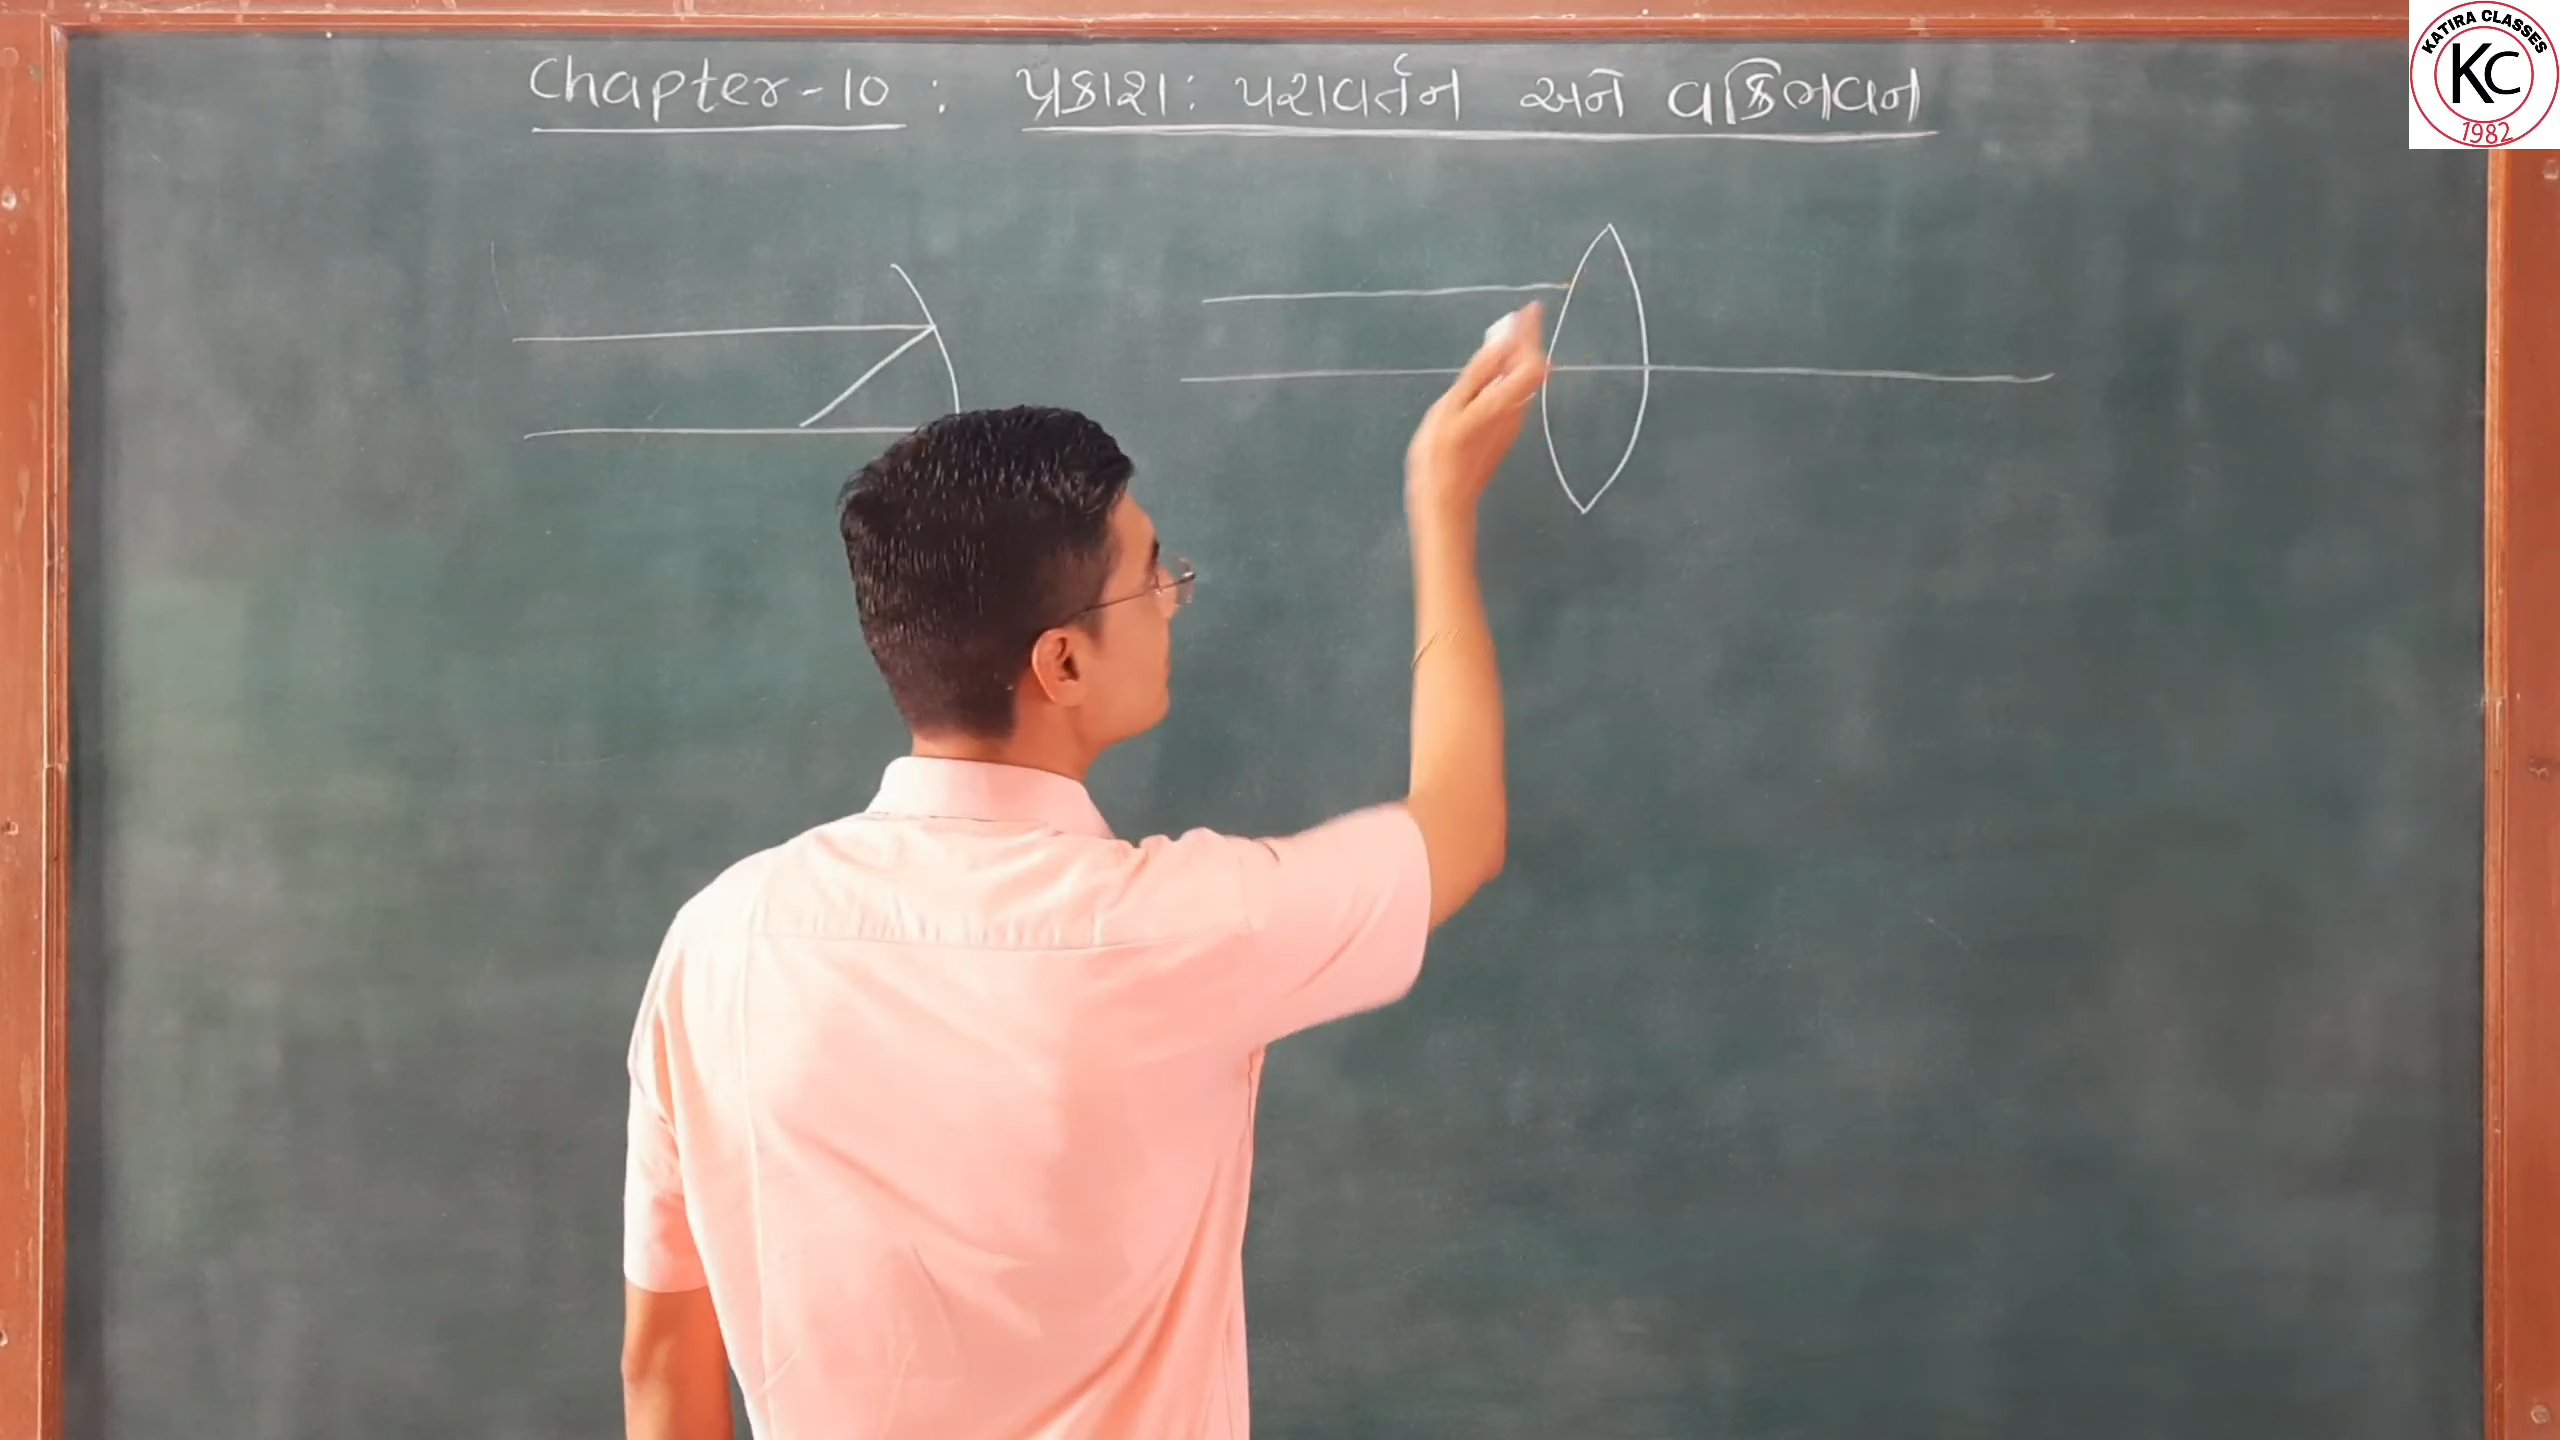 Chapter-10 : પ્રકાશ: પરાવર્તન અને વક્રિભવન
KATIRA CLASSES
KC
1982